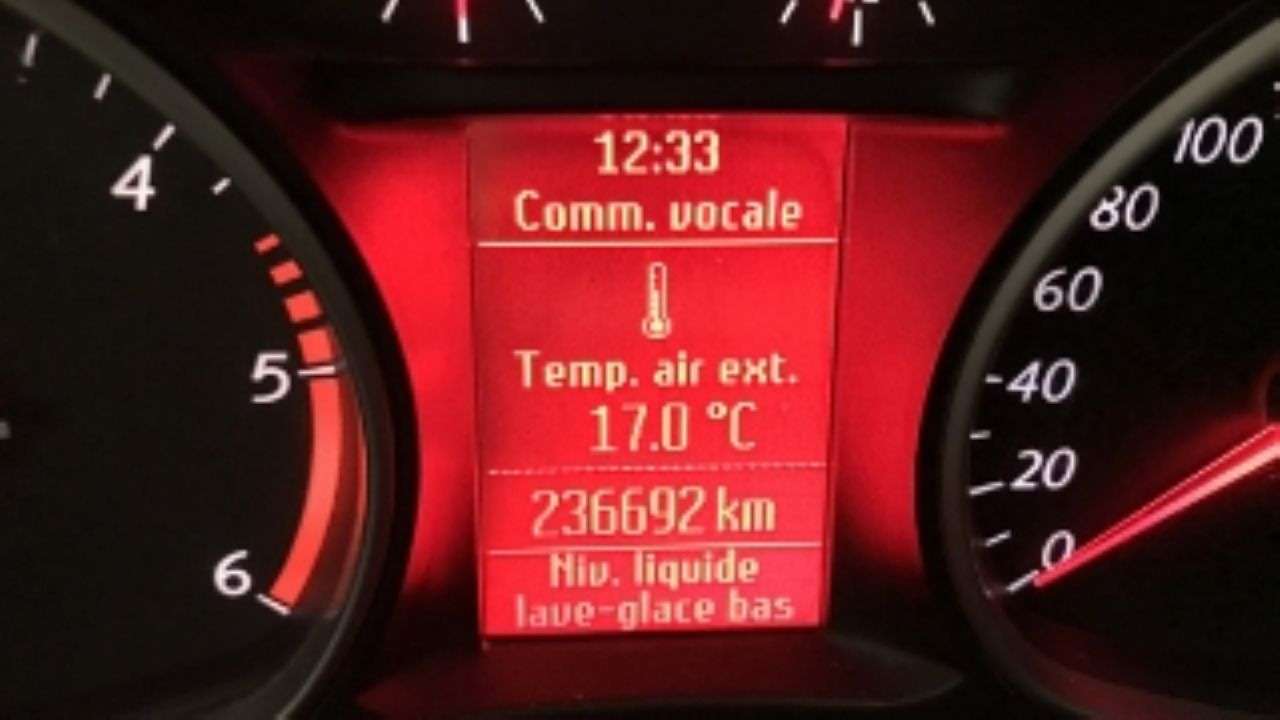 12:33
Comm. vocale
Temp. air ext.
17.0 °C
236692 km
Niv. liquide
lave-glace bas
4
5
6
100
80
60
40
20
0